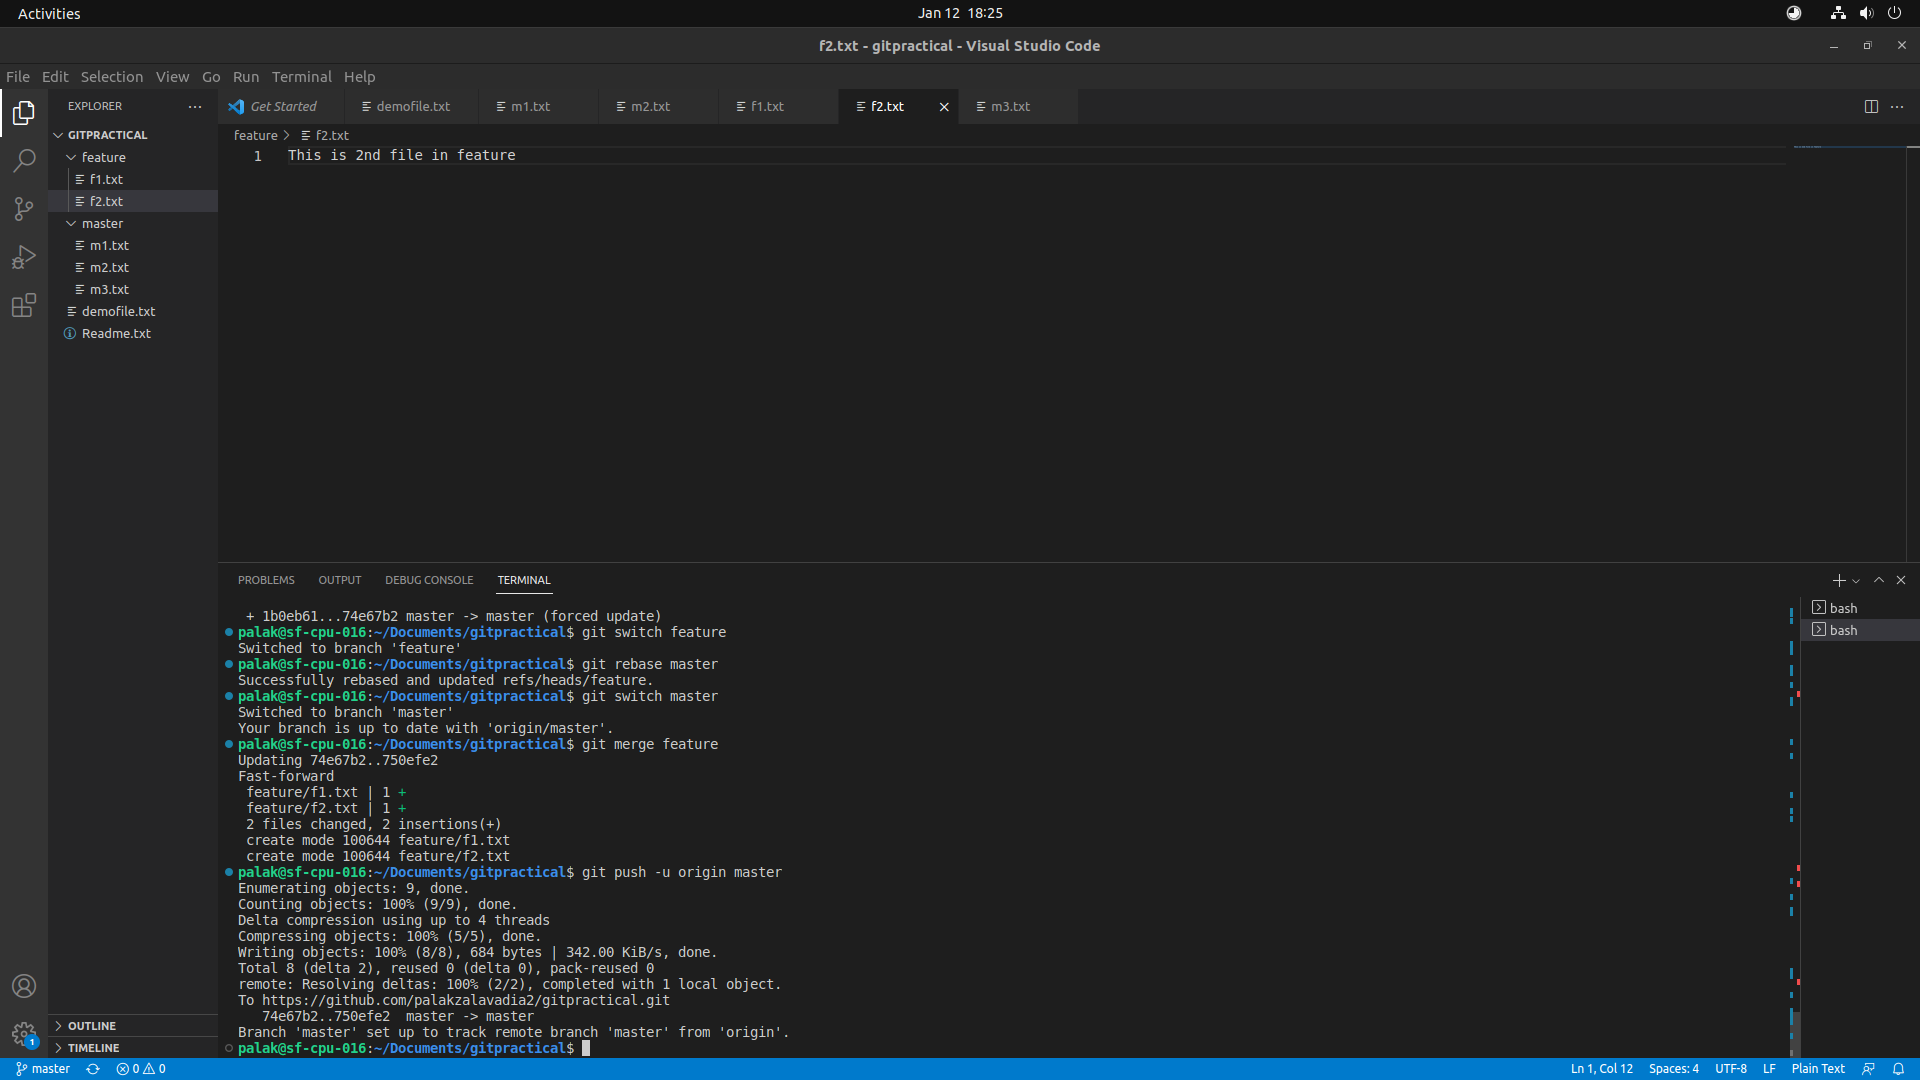 Activities
Jan 12 18:25
f2.txt - gitpractical - Visual Studio Code
File Edit Selection View Go Run Terminal Help
EXPLORER
Get Started demofile.txt m1.txt m2.txt f1.txt f2.txt m3.txt
GITPRACTICAL
feature
f1.txt
f2.txt
master
m1.txt
m2.txt
m3.txt
demofile.txt
Readme.txt
OUTLINE
TIMELINE
feature > f2.txt
1 This is 2nd file in feature
PROBLEMS OUTPUT DEBUG CONSOLE TERMINAL
+ 1b0eb61...74e67b2 master -> master (forced update)
palak@sf-cpu-016:~/Documents/gitpractical$ git switch feature
Switched to branch 'feature'
palak@sf-cpu-016:~/Documents/gitpractical$ git rebase master
Successfully rebased and updated refs/heads/feature.
palak@sf-cpu-016:~/Documents/gitpractical$ git switch master
Switched to branch 'master'
Your branch is up to date with 'origin/master'.
palak@sf-cpu-016:~/Documents/gitpractical$ git merge feature
Updating 74e67b2..750efe2
Fast-forward
feature/f1.txt | 1 +
feature/f2.txt | 1 +
2 files changed, 2 insertions(+)
create mode 100644 feature/f1.txt
create mode 100644 feature/f2.txt
palak@sf-cpu-016:~/Documents/gitpractical$ git push -u origin master
Enumerating objects: 9, done.
Counting objects: 100% (9/9), done.
Delta compression using up to 4 threads
Compressing objects: 100% (5/5), done.
Writing objects: 100% (8/8), 684 bytes | 342.00 KiB/s, done.
Total 8 (delta 2), reused 0 (delta 0), pack-reused 0
remote: Resolving deltas: 100% (2/2), completed with 1 local object.
To https://github.com/palakzalavadia2/gitpractical.git
74e67b2..750efe2 master -> master
Branch 'master' set up to track remote branch 'master' from 'origin'.
palak@sf-cpu-016:~/Documents/gitpractical$
bash
bash
1
master 0 0
Ln 1, Col 12 Spaces: 4 UTF-8 LF Plain Text